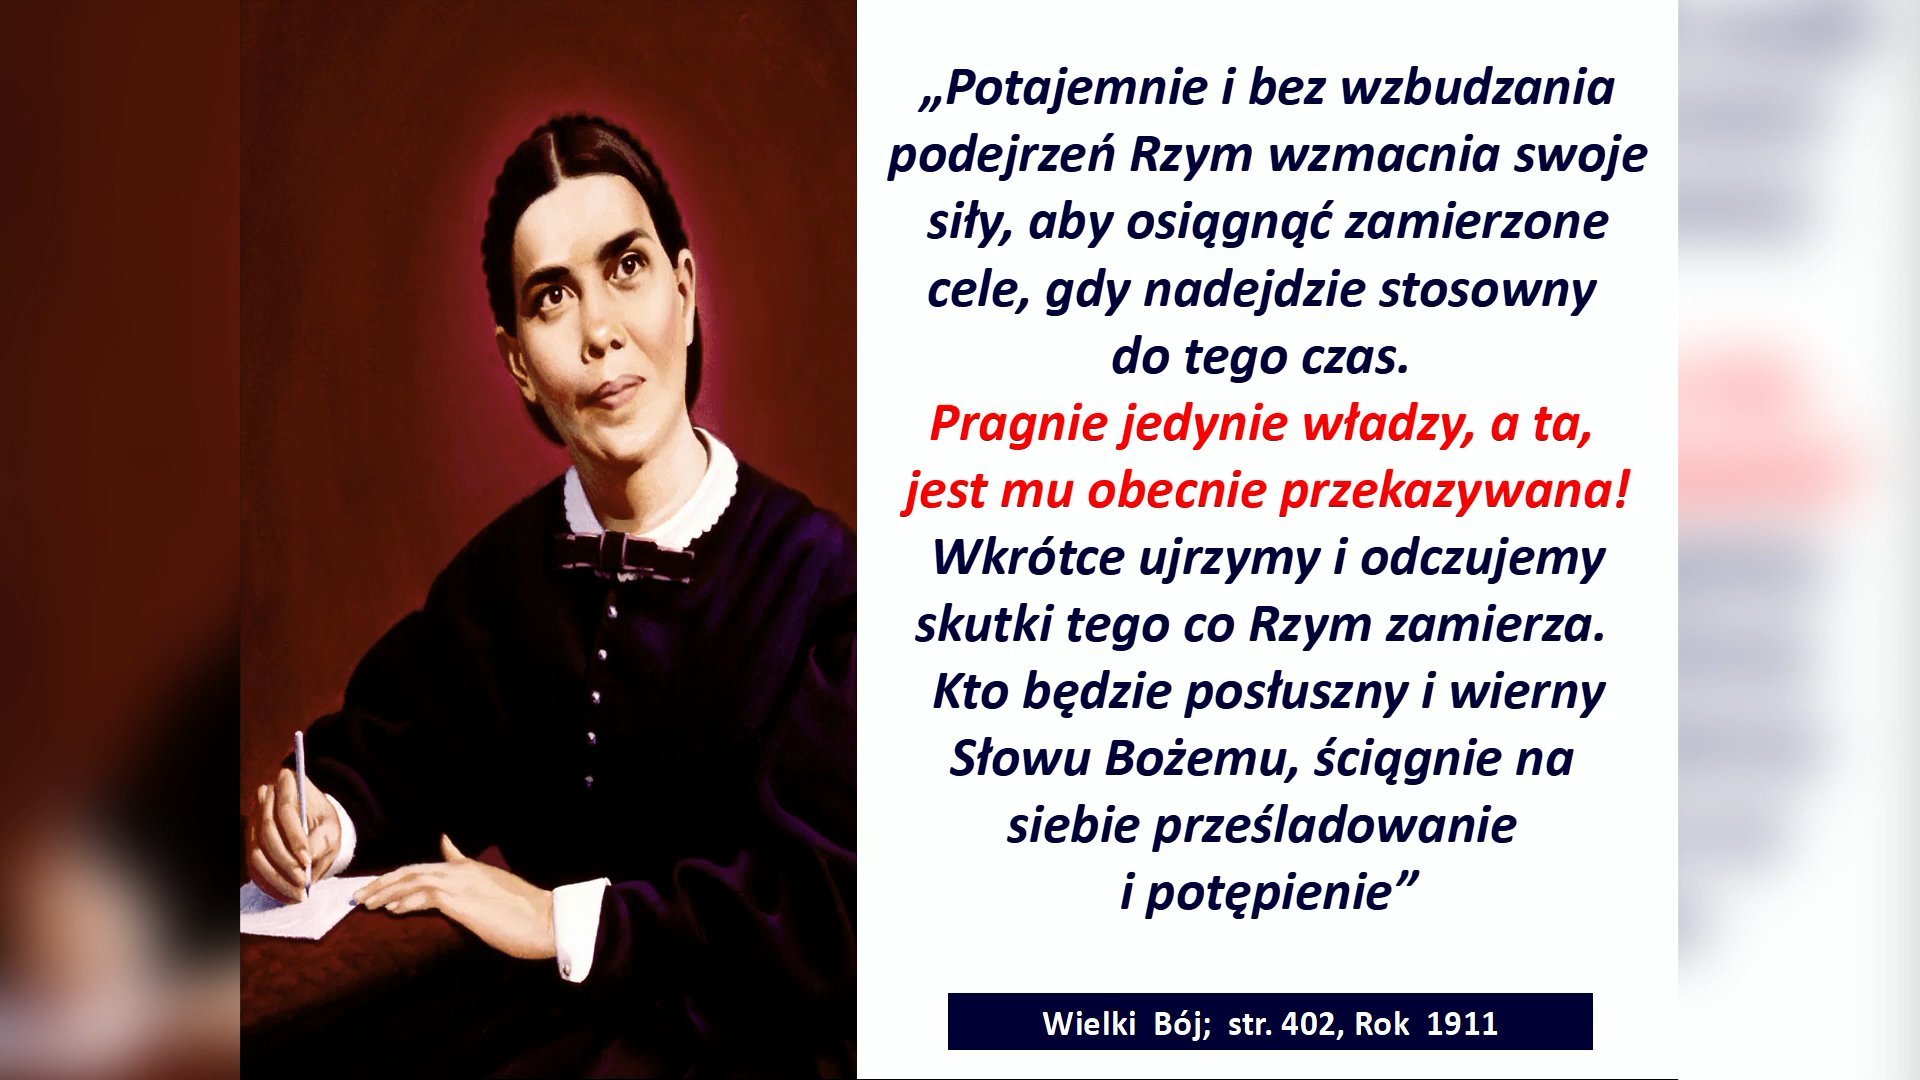 „Potajemnie i bez wzbudzania
podejrzeń Rzym wzmacnia swoje
siły, aby osiągnąć zamierzone
cele, gdy nadejdzie stosowny
do tego czas.
Pragnie jedynie władzy, a ta,
jest mu obecnie przekazywana!
Wkrótce ujrzymy i odczujemy
skutki tego co Rzym zamierza.
Kto będzie posłuszny i wierny
Słowu Bożemu, ściągnie na
siebie prześladowanie
i potępienie”
Wielki Bój; str. 402, Rok 1911